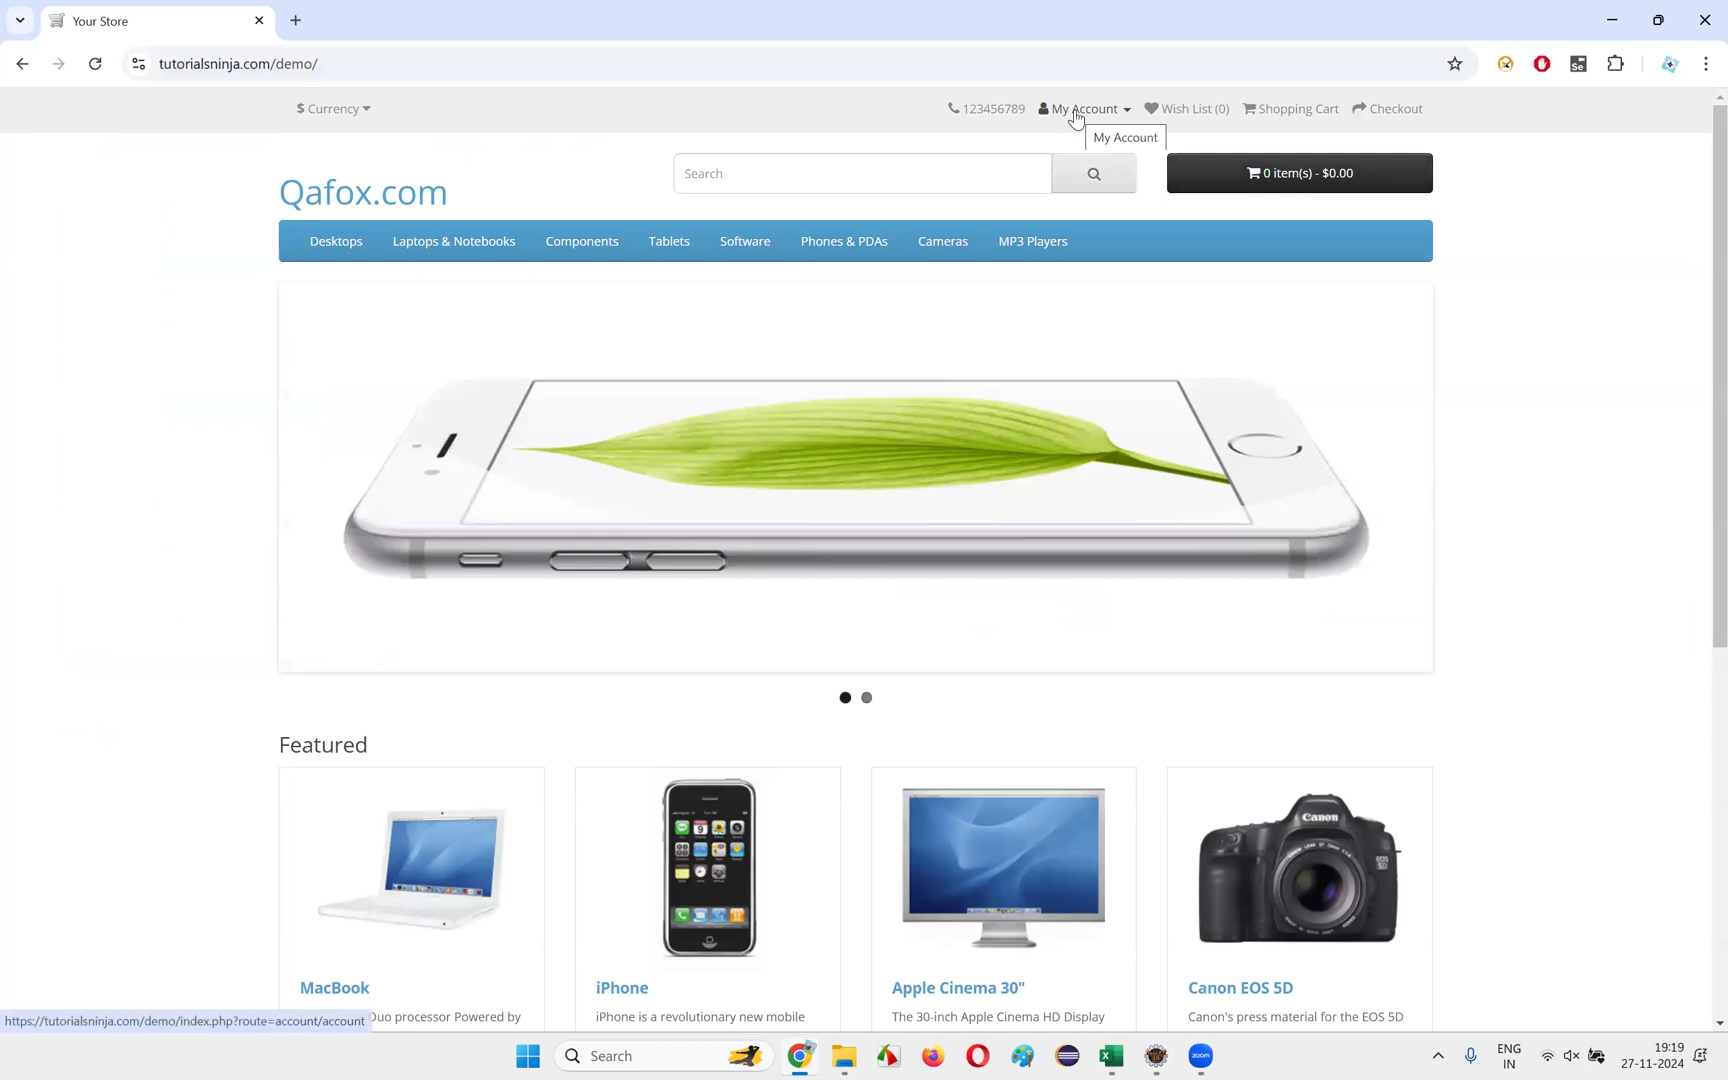 Your Store
tutorialsninja.com/demo/
$ Currency
123456789 My Account Wish List (0) Shopping Cart Checkout
My Account
Qafox.com
Search
0 item(s) - $0.00
Desktops Laptops & Notebooks Components Tablets Software Phones & PDAs Cameras MP3 Players
Featured
Canon
MacBook iPhone Apple Cinema 30" Canon EOS 5D
Duo processor Powered by iPhone is a revolutionary new mobile The 30-inch Apple Cinema HD Display Canon's press material for the EOS 5D
https://tutorialsninja.com/demo/index.php?route=account/account
Search
zoom
ENG
IN
19:19
27-11-2024